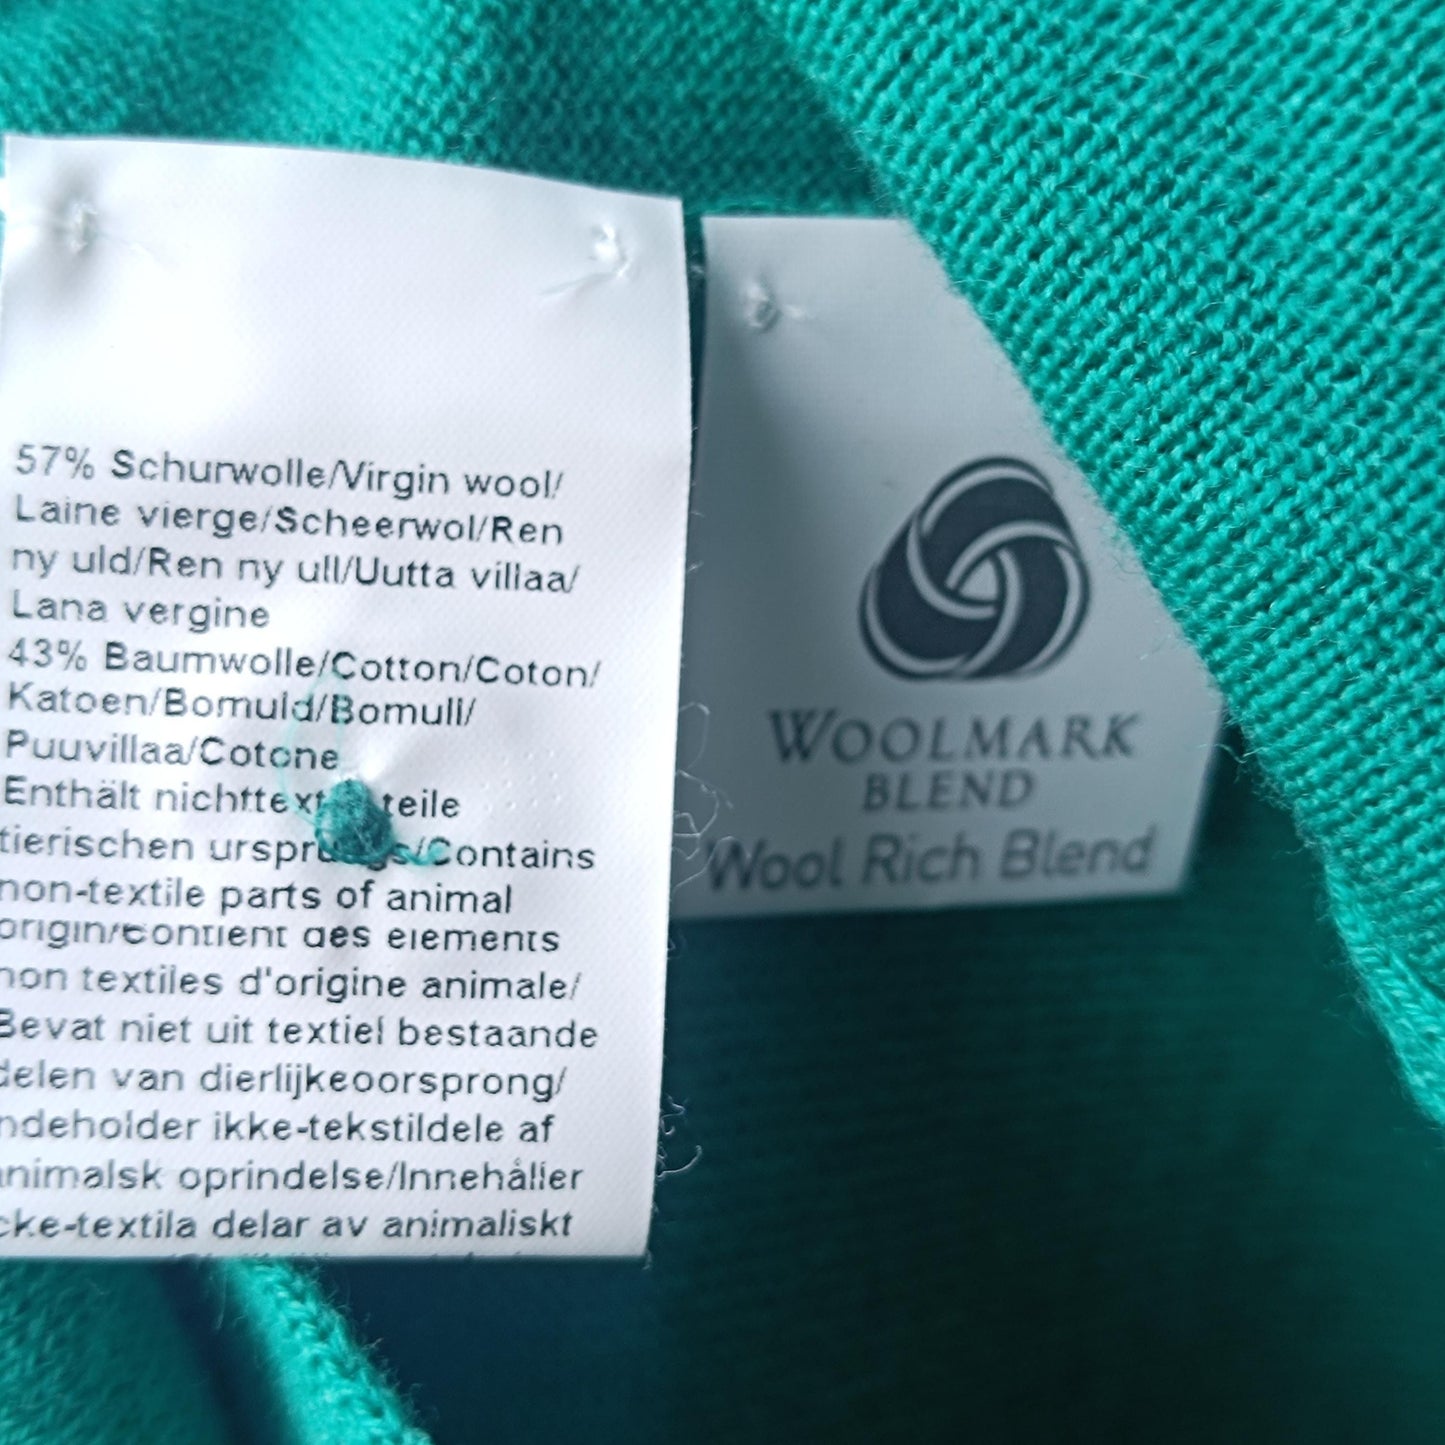 57% Schurwolle/Virgin wool/
Laine vierge/Scheerwol/Ren
ny uld/Ren ny ull/Uutta villaa/
Lana vergine
43% Baumwolle/Cotton/Coton/
Katoen/Bomuld/Bomull/
Puuvillaa/Cotone
Enthält teile
tierischen /Contains
non-textile parts of animal
origin/contient des elements
non textiles d'origine animale/
Bevat niet uit textiel bestaande
delen van dierlijkeoorsprong/
ndeholder ikke-tekstildele af
animalsk oprindelse/Innehåller
cke-textila delar av animaliskt
WOOLMARK
BLEND
Wool Rich Blend